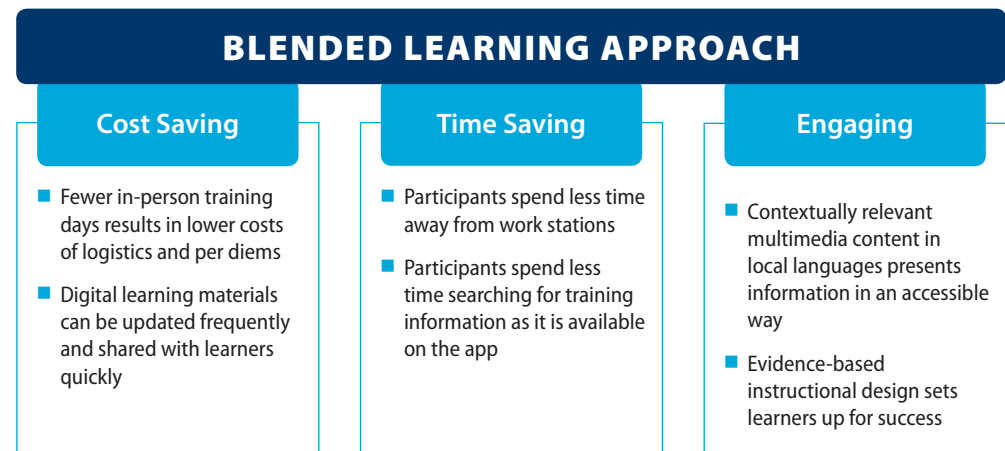 BLENDED LEARNING APPROACH
Cost Saving
Fewer in-person training
days results in lower costs
of logistics and per diems
Digital learning materials
can be updated frequently
and shared with learners
quickly
Time Saving
Participants spend less time
away from work stations
Participants spend less
time searching for training
information as it is available
on the app
Engaging
Contextually relevant
multimedia content in
local languages presents
information in an accessible
way
Evidence-based
instructional design sets
learners up for success